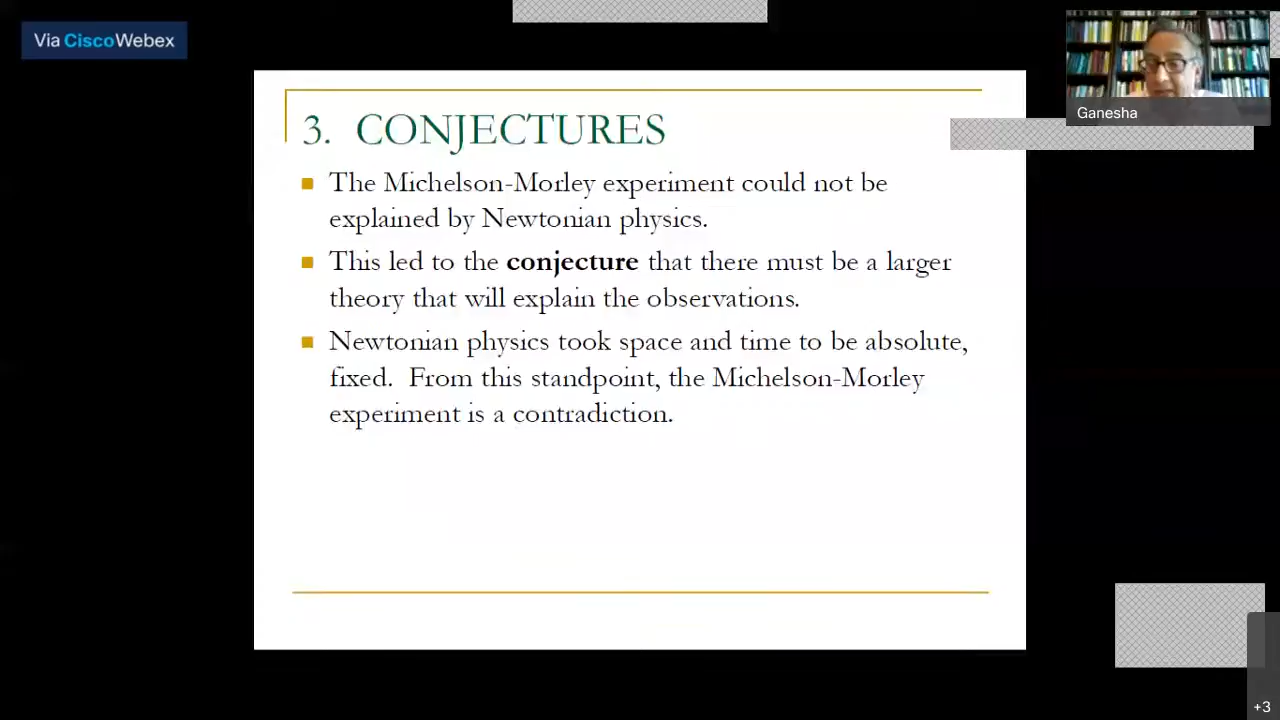 Via CiscoWebex
Ganesha
3. CONJECTURES
■ The Michelson-Morley experiment could not be
explained by Newtonian physics.
■ This led to the conjecture that there must be a larger
theory that will explain the observations.
■ Newtonian physics took space and time to be absolute,
fixed. From this standpoint, the Michelson-Morley
experiment is a contradiction.
+3